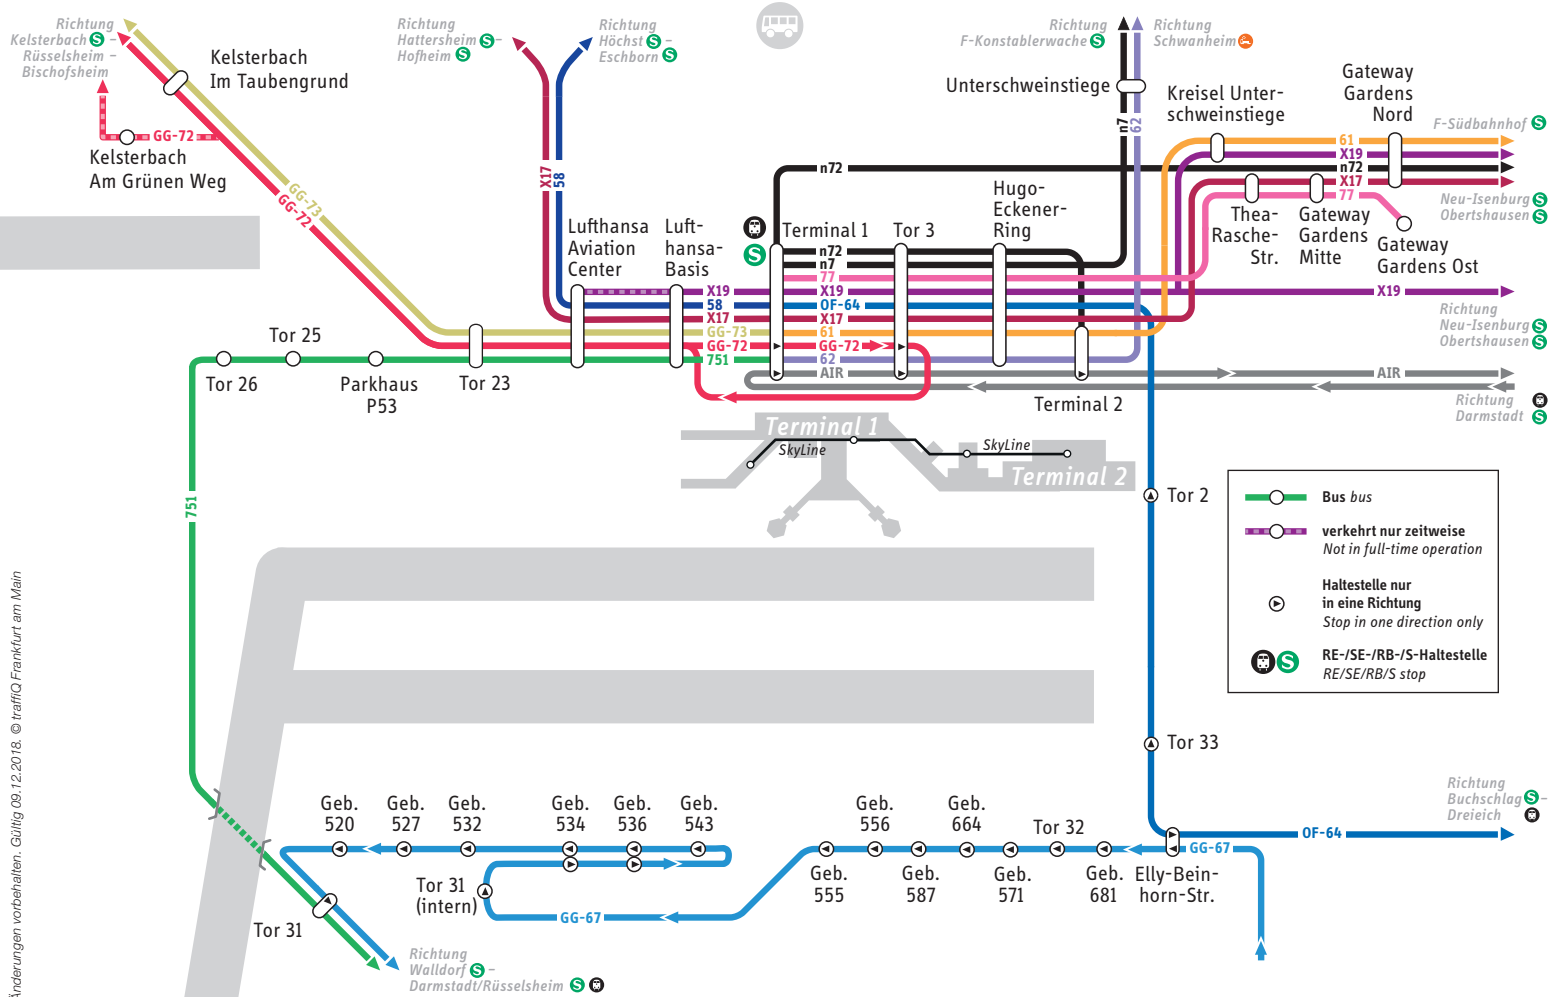 Richtung
Kelsterbach S –
Rüsselsheim –
Bischofsheim
Kelsterbach
Im Taubengrund
GG-72
Kelsterbach
Am Grünen Weg
GG-73
GG-72
Richtung
Hattersheim S –
Hofheim S
Richtung
Höchst S –
Eschborn S
X17
58
Richtung
F-Konstablerwache S
Richtung
Schwanheim
Unterschweinstiege
n7
62
Kreisel Unter-
schweinstiege
Gateway
Gardens
Nord
F-Südbahnhof S
61
X19
n72
X17
77
Neu-Isenburg S
Obertshausen S
Thea-
Rasche-
Str.
Gateway
Gardens
Mitte
Gateway
Gardens Ost
n72
Lufthansa
Aviation
Center
Luft-
hansa-
Basis
S
Terminal 1
Tor 3
Hugo-
Eckener-
Ring
n72
n7
77
X19
X19
X19
58
OF-64
X17
X17
GG-73
61
GG-72
GG-72
751
62
AIR
AIR
Richtung
Neu-Isenburg S
Obertshausen S
Richtung
Darmstadt S
Tor 26
Tor 25
Parkhaus
P53
Tor 23
Terminal 2
Terminal 1
SkyLine
SkyLine
Terminal 2
751
Tor 2
Tor 33
Bus bus
verkehrt nur zeitweise
Not in full-time operation
Haltestelle nur
in eine Richtung
Stop in one direction only
S
RE-/SE-/RB-/S-Haltestelle
RE/SE/RB/S stop
Richtung
Buchschlag S –
Dreieich
OF-64
GG-67
Geb.
520
Geb.
527
Geb.
532
Geb.
534
Geb.
536
Geb.
543
Geb.
556
Geb.
664
Tor 32
Geb.
555
Geb.
587
Geb.
571
Geb.
681
Elly-Bein-
horn-Str.
Tor 31
(intern)
GG-67
Tor 31
Richtung
Walldorf S –
Darmstadt/Rüsselsheim S
Änderungen vorbehalten. Gültig 09.12.2018. © traffiQ Frankfurt am Main